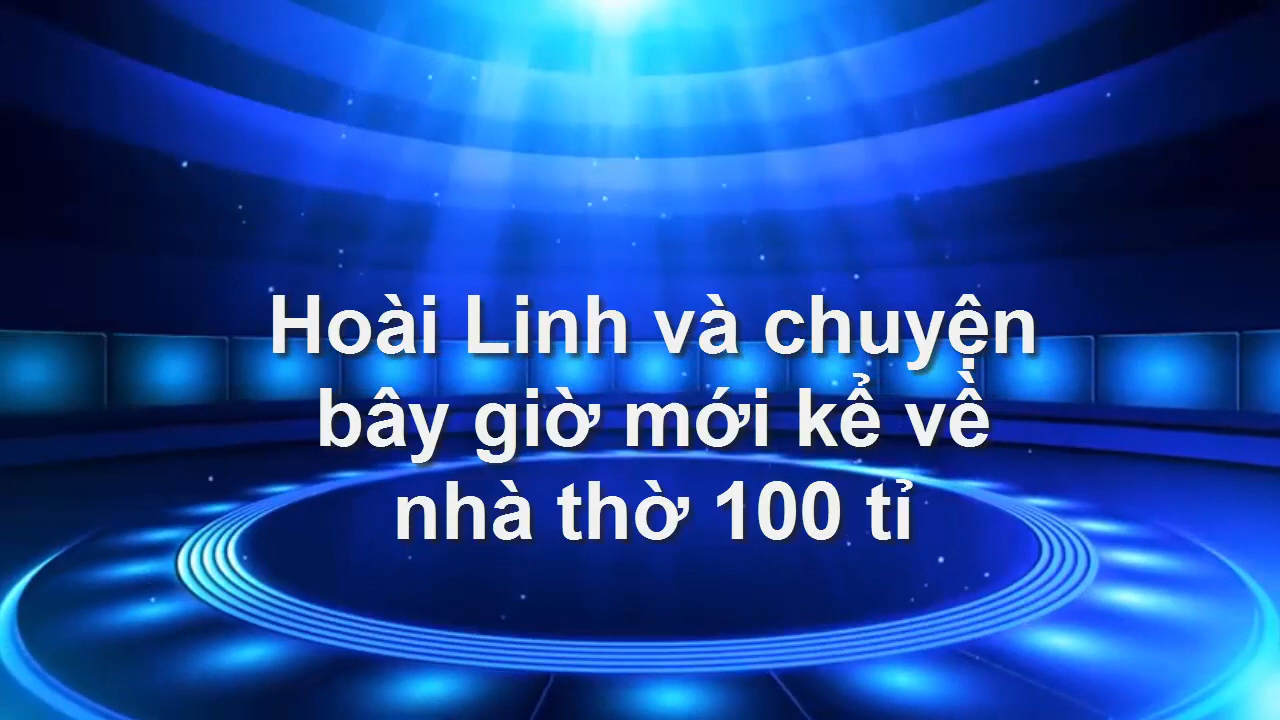 Hoài Linh và chuyện
bây giờ mới kể về
nhà thờ 100 tỉ